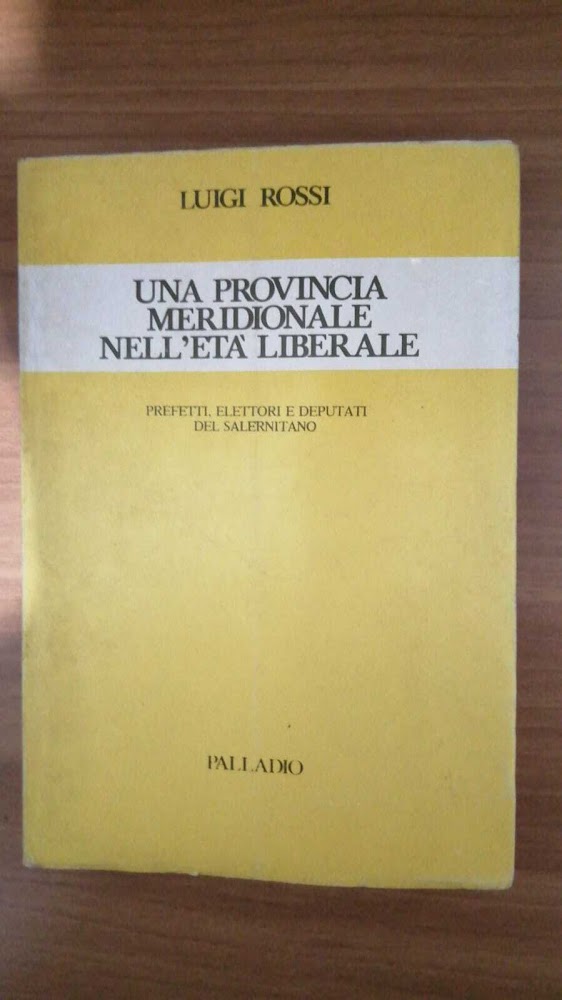 LUIGI ROSSI
UNA PROVINCIA
MERIDIONALE
NELL'ETÀ LIBERALE
PREFETTI, ELETTORI E DEPUTATI
DEL SALERNITANO
PALLADIO